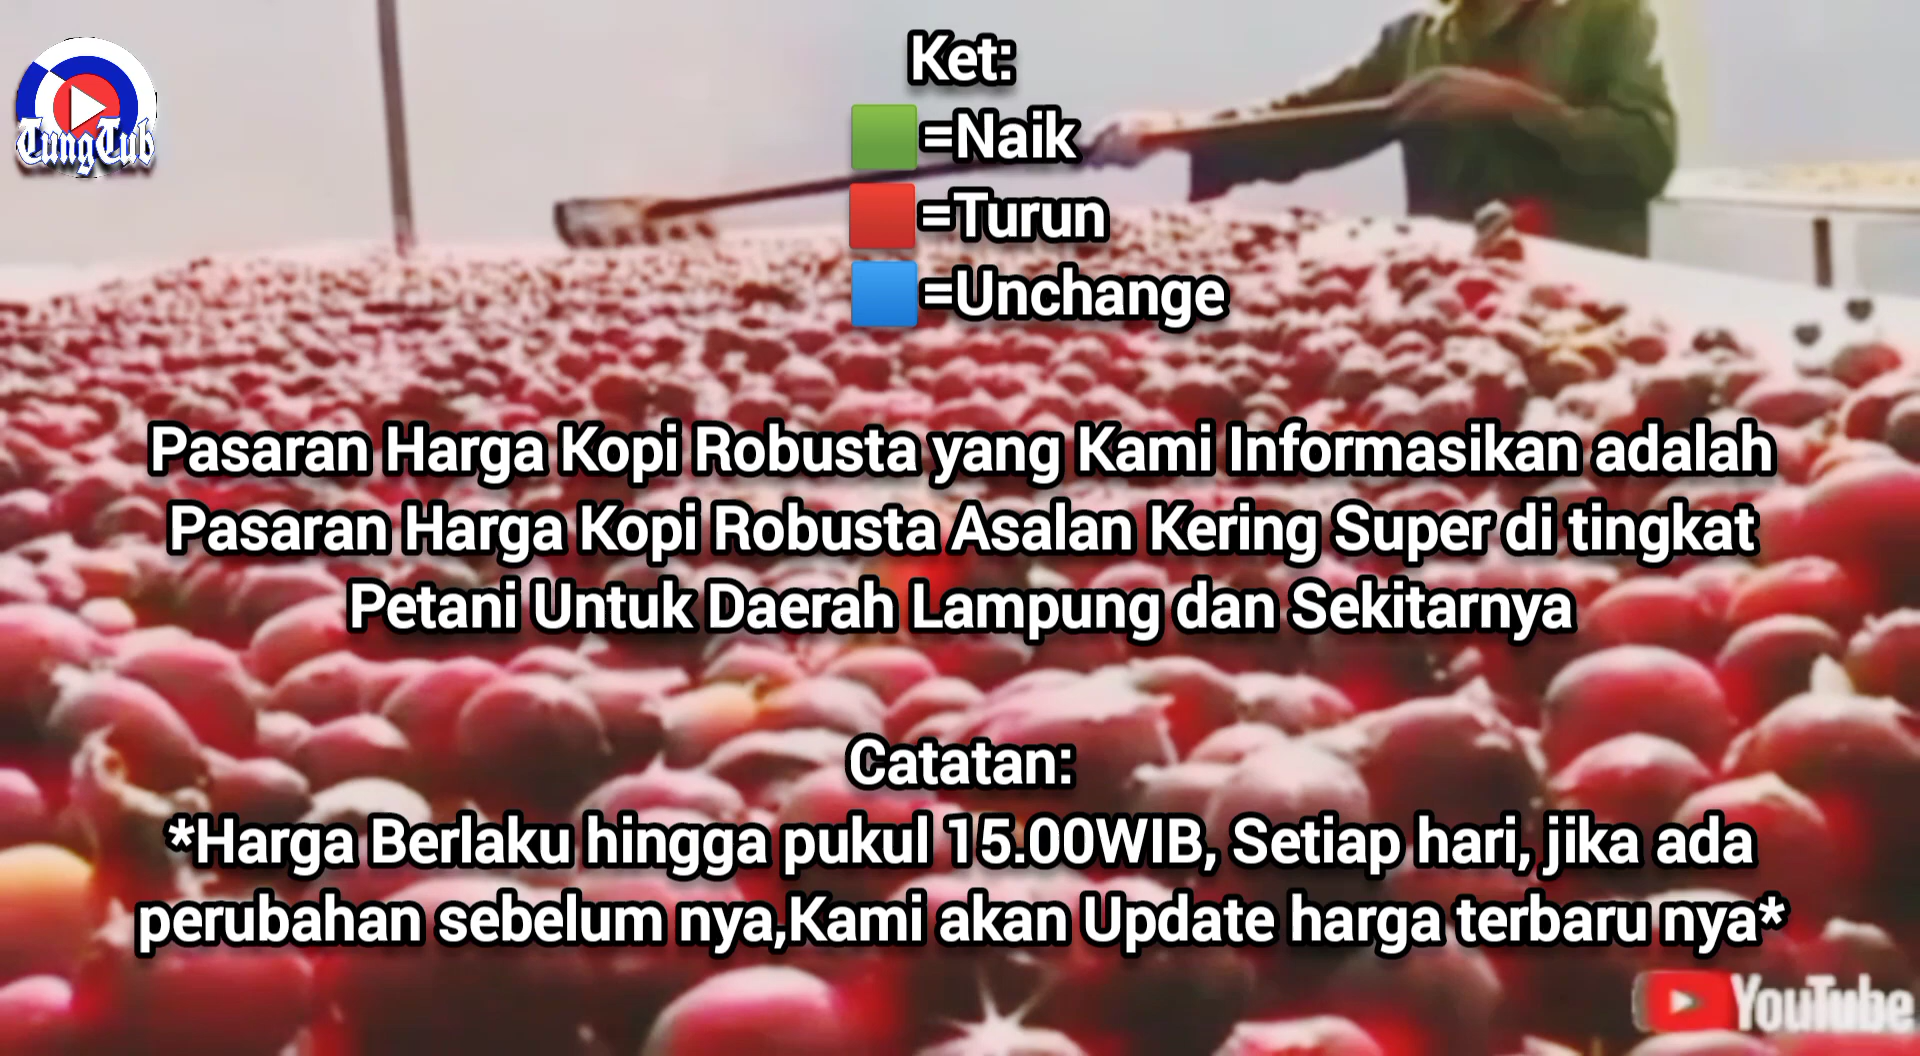 TungTub
Ket:
🟩=Naik
🟥=Turun
🟦=Unchange
Pasaran Harga Kopi Robusta yang Kami Informasikan adalah
Pasaran Harga Kopi Robusta Asalan Kering Super di tingkat
Petani Untuk Daerah Lampung dan Sekitarnya
Catatan:
*Harga Berlaku hingga pukul 15.00WIB, Setiap hari, jika ada
perubahan sebelum nya,Kami akan Update harga terbaru nya*
YouTube